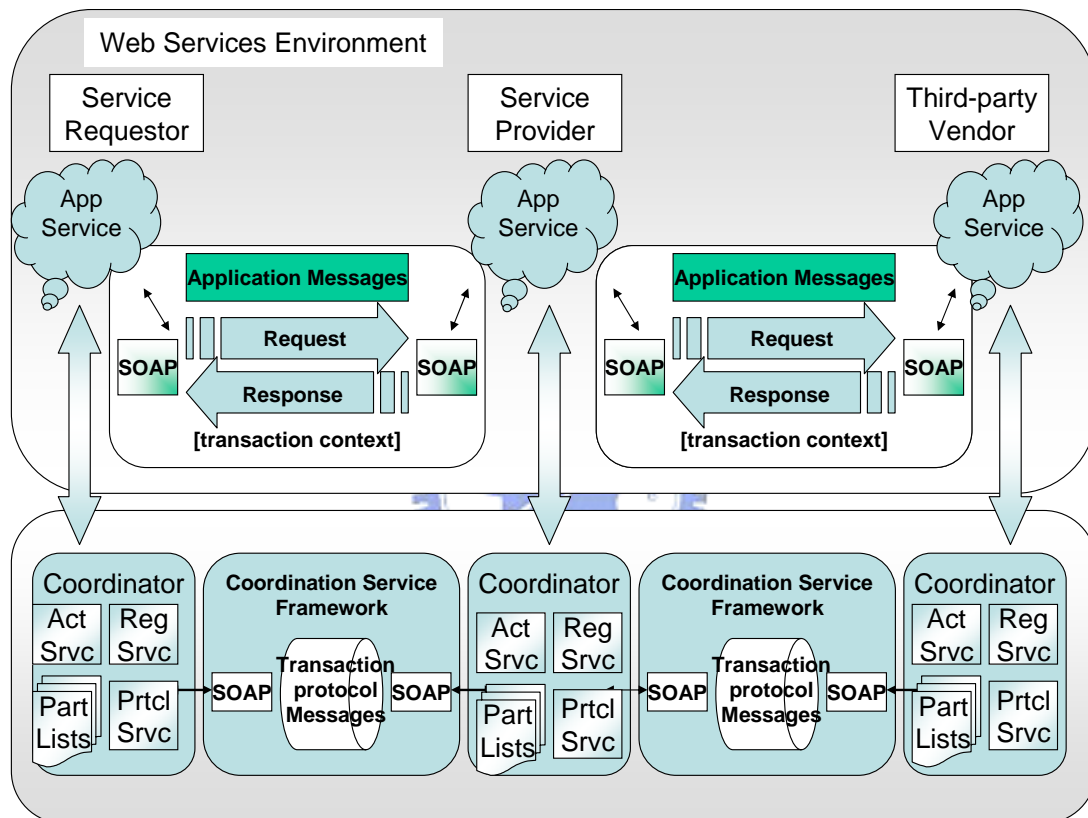 Web Services Environment
Service
Requestor
Service
Provider
Third-party
Vendor
App
Service
App
Service
App
Service
Application Messages
Request
SOAP
SOAP
Response
[transaction context]
Application Messages
Request
SOAP
SOAP
Response
[transaction context]
Coordinator
Act
Srvc
Reg
Srvc
Part
Lists
Prtcl
Srvc
Coordination Service
Framework
SOAP
Transaction
protocol
Messages
SOAP
Coordinator
Act
Srvc
Reg
Srvc
Part
Lists
Prtcl
Srvc
Coordination Service
Framework
SOAP
Transaction
protocol
Messages
SOAP
Coordinator
Act
Srvc
Reg
Srvc
Part
Lists
Prtcl
Srvc